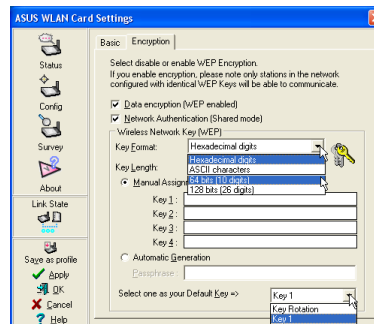 ASUS WLAN Card Settings
Status
Config
Survey
About
Link State
Save as profile
Apply
OK
Cancel
Help
Basic
Encryption
Select disable or enable WEP Encryption.
If you enable encryption, please note only stations in the network
configured with identical WEP Keys will be able to communicate.
Data encryption (WEP enabled)
Network Authentication (Shared mode)
Wireless Network Key (WEP)
Key Format: Hexadecimal digits
Hexadecimal digits
ASCII characters
Key Length: 64 bits (10 digits)
128 bits (26 digits)
Manual Assign
Key 1 :
Key 2 :
Key 3 :
Key 4 :
Automatic Generation
Passphrase :
Select one as your Default Key => Key 1
Key Rotation
Key 1